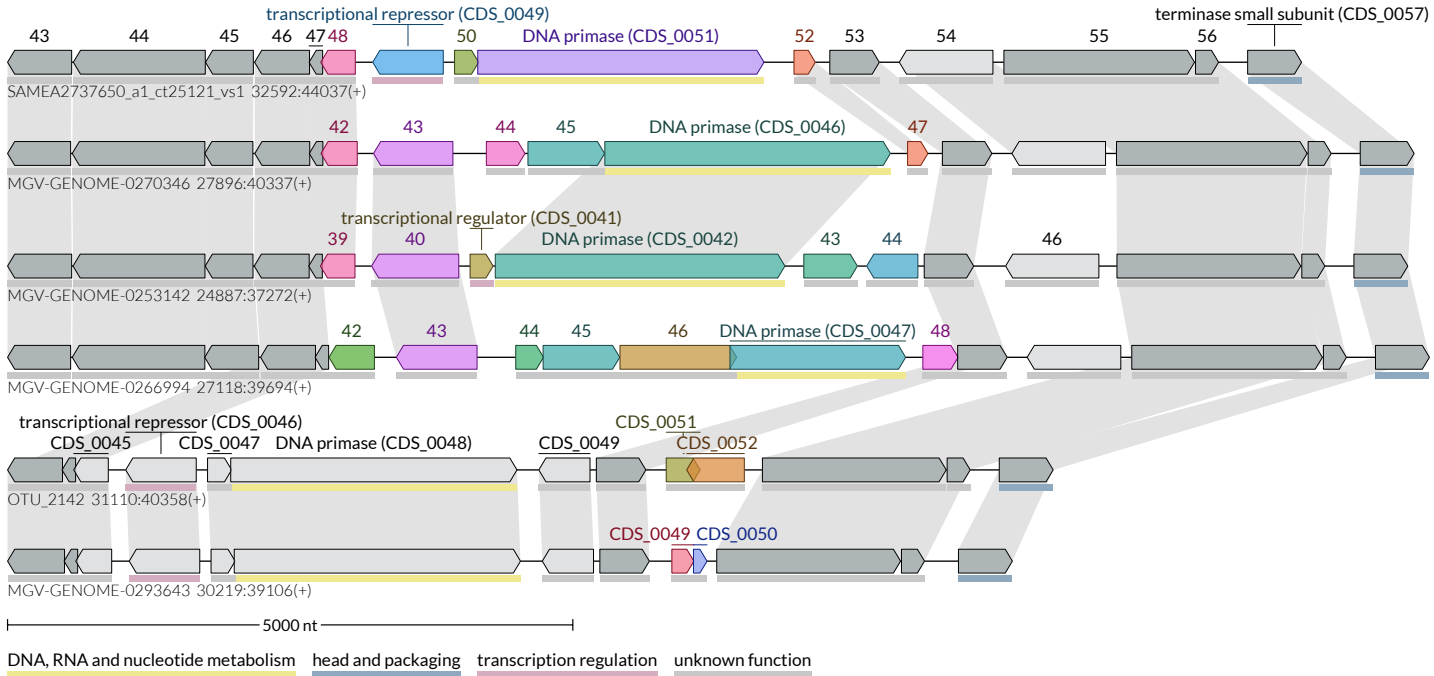 transcriptional repressor (CDS_0049) terminase small subunit (CDS_0057)
43 44 45 46 47 48 50 DNA primase (CDS_0051) 52 53 54 55 56
SAMEA2737650_a1_ct25121_vs1 32592:44037(+)
42 43 44 45 DNA primase (CDS_0046) 47
MGV-GENOME-0270346 27896:40337(+)
transcriptional regulator (CDS_0041)
39 40 DNA primase (CDS_0042) 43 44 46
MGV-GENOME-0253142 24887:37272(+)
42 43 44 45 46 DNA primase (CDS_0047) 48
MGV-GENOME-0266994 27118:39694(+)
transcriptional repressor (CDS_0046) CDS_0051
CDS_0045 CDS_0047 DNA primase (CDS_0048) CDS_0049 CDS_0052
OTU_2142 31110:40358(+)
CDS_0049 CDS_0050
MGV-GENOME-0293643 30219:39106(+)
5000 nt
DNA, RNA and nucleotide metabolism head and packaging transcription regulation unknown function